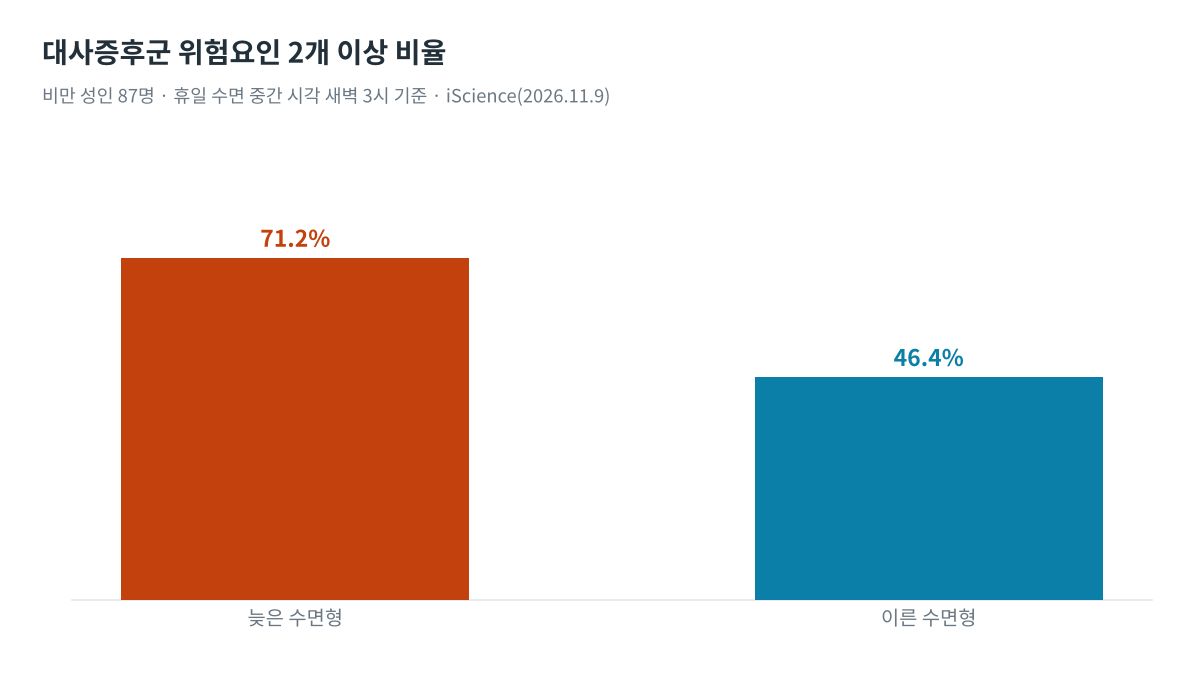 대사증후군 위험요인 2개 이상 비율
비만 성인 87명 · 휴일 수면 중간 시각 새벽 3시 기준 · iScience(2026.11.9)
71.2%
46.4%
늦은 수면형
이른 수면형